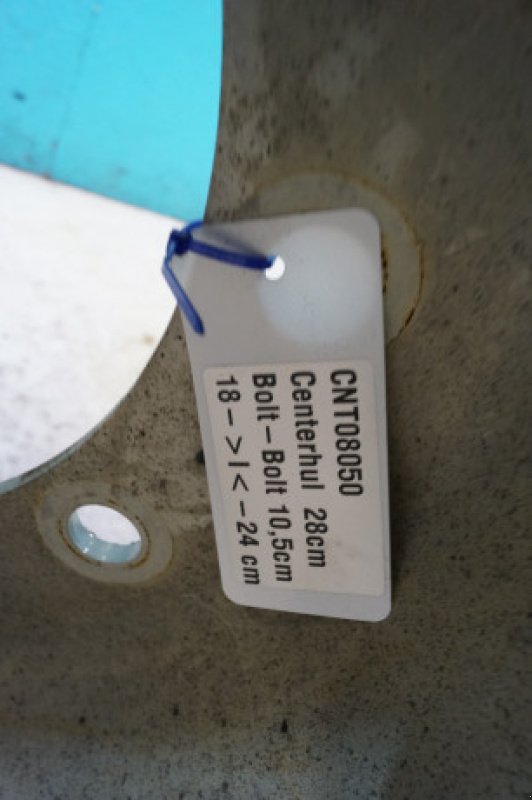 CNT08050
Centerhul 28cm
Bolt-Bolt 10,5cm
18->I<-24 cm